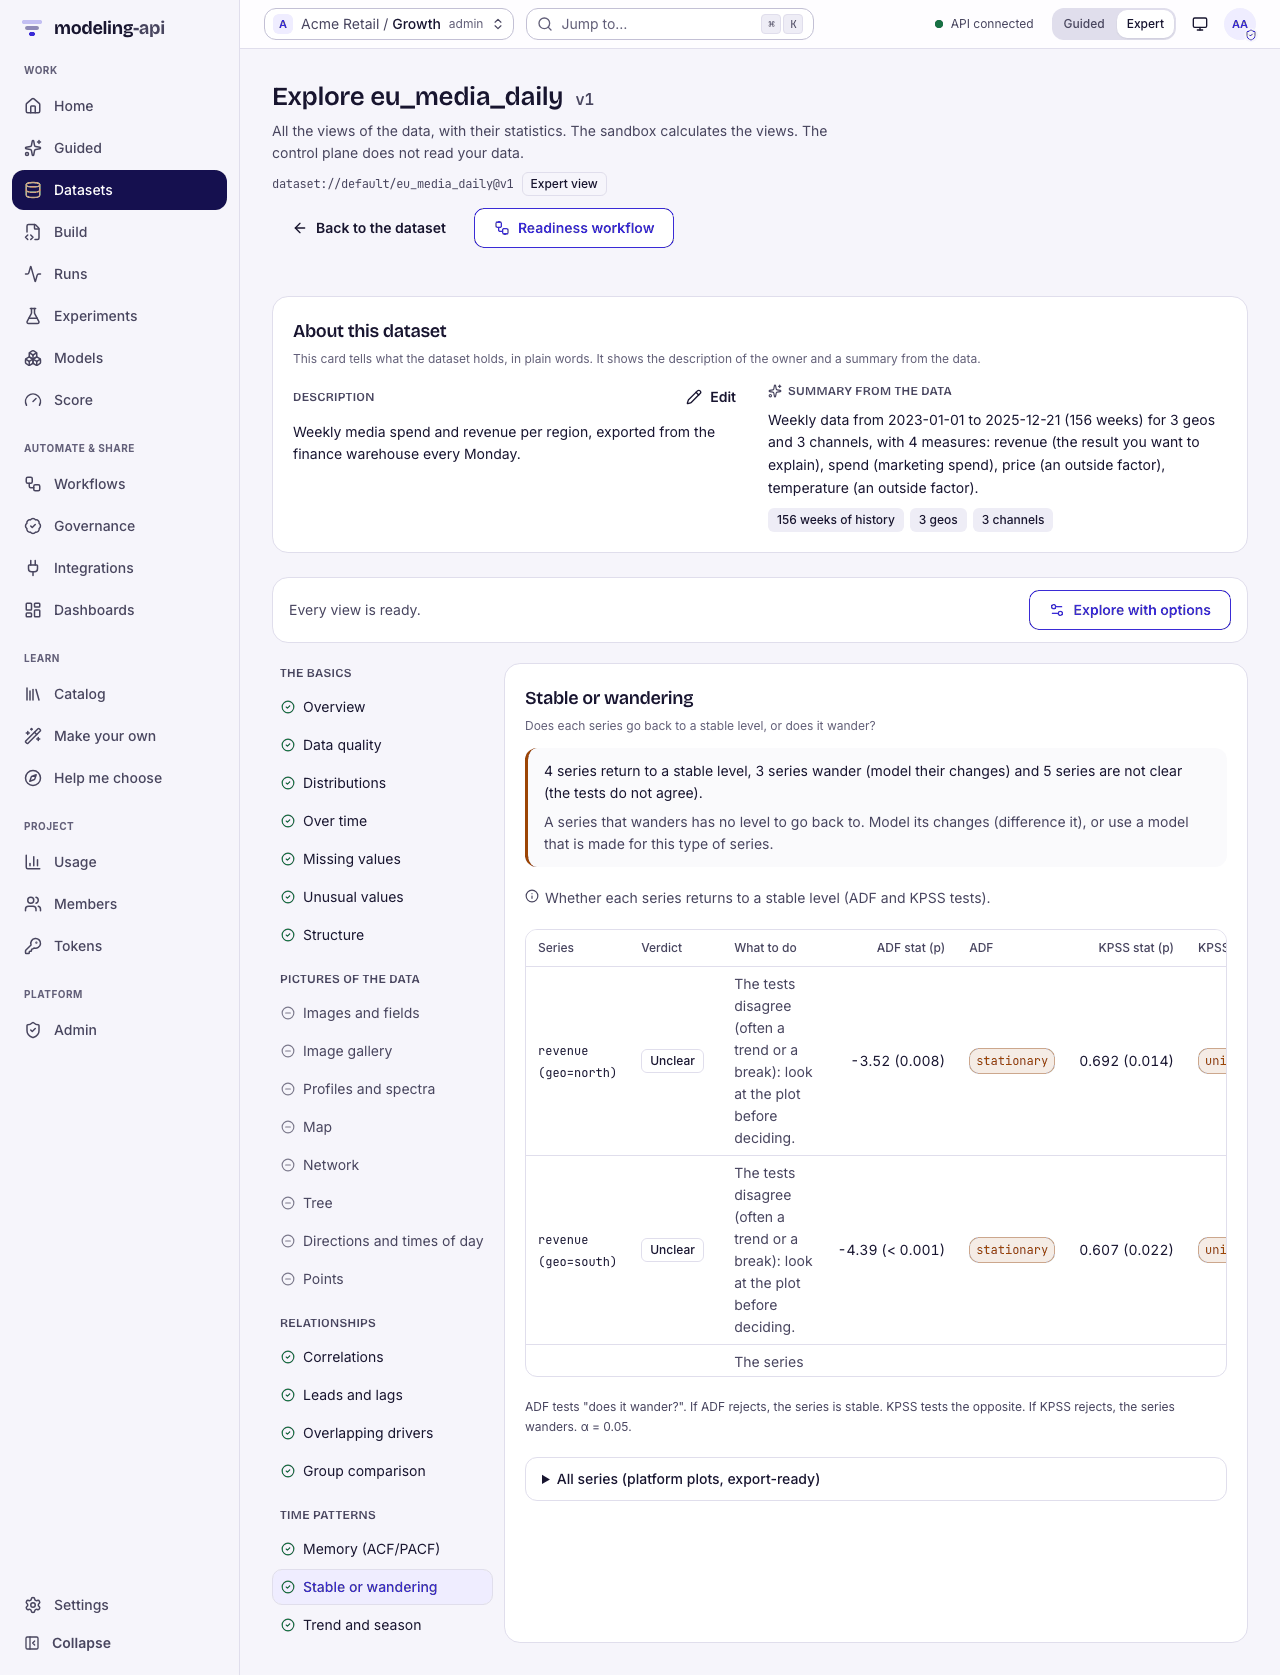 modeling-api
WORK
Home
Guided
Datasets
Build
Runs
Experiments
Models
Score
AUTOMATE & SHARE
Workflows
Governance
Integrations
Dashboards
LEARN
Catalog
Make your own
Help me choose
PROJECT
Usage
Members
Tokens
PLATFORM
Admin
Settings
Collapse
A Acme Retail / Growth admin
Jump to... ⌘ K
API connected
Guided Expert
AA
Explore eu_media_daily v1
All the views of the data, with their statistics. The sandbox calculates the views. The
control plane does not read your data.
dataset://default/eu_media_daily@v1 Expert view
Back to the dataset
Readiness workflow
About this dataset
This card tells what the dataset holds, in plain words. It shows the description of the owner and a summary from the data.
DESCRIPTION
Edit
Weekly media spend and revenue per region, exported from the
finance warehouse every Monday.
SUMMARY FROM THE DATA
Weekly data from 2023-01-01 to 2025-12-21 (156 weeks) for 3 geos
and 3 channels, with 4 measures: revenue (the result you want to
explain), spend (marketing spend), price (an outside factor),
temperature (an outside factor).
156 weeks of history 3 geos 3 channels
Every view is ready.
Explore with options
THE BASICS
Overview
Data quality
Distributions
Over time
Missing values
Unusual values
Structure
PICTURES OF THE DATA
Images and fields
Image gallery
Profiles and spectra
Map
Network
Tree
Directions and times of day
Points
RELATIONSHIPS
Correlations
Leads and lags
Overlapping drivers
Group comparison
TIME PATTERNS
Memory (ACF/PACF)
Stable or wandering
Trend and season
Stable or wandering
Does each series go back to a stable level, or does it wander?
4 series return to a stable level, 3 series wander (model their changes) and 5 series are not clear
(the tests do not agree).
A series that wanders has no level to go back to. Model its changes (difference it), or use a model
that is made for this type of series.
Whether each series returns to a stable level (ADF and KPSS tests).
Series Verdict What to do ADF stat (p) ADF KPSS stat (p) KPSS
revenue
(geo=north)
Unclear
The tests
disagree
(often a
trend or a
break): look
at the plot
before
deciding.
-3.52 (0.008) stationary 0.692 (0.014) uni
revenue
(geo=south)
Unclear
The tests
disagree
(often a
trend or a
break): look
at the plot
before
deciding.
-4.39 (< 0.001) stationary 0.607 (0.022) uni
The series
ADF tests "does it wander?". If ADF rejects, the series is stable. KPSS tests the opposite. If KPSS rejects, the series
wanders. α = 0.05.
All series (platform plots, export-ready)